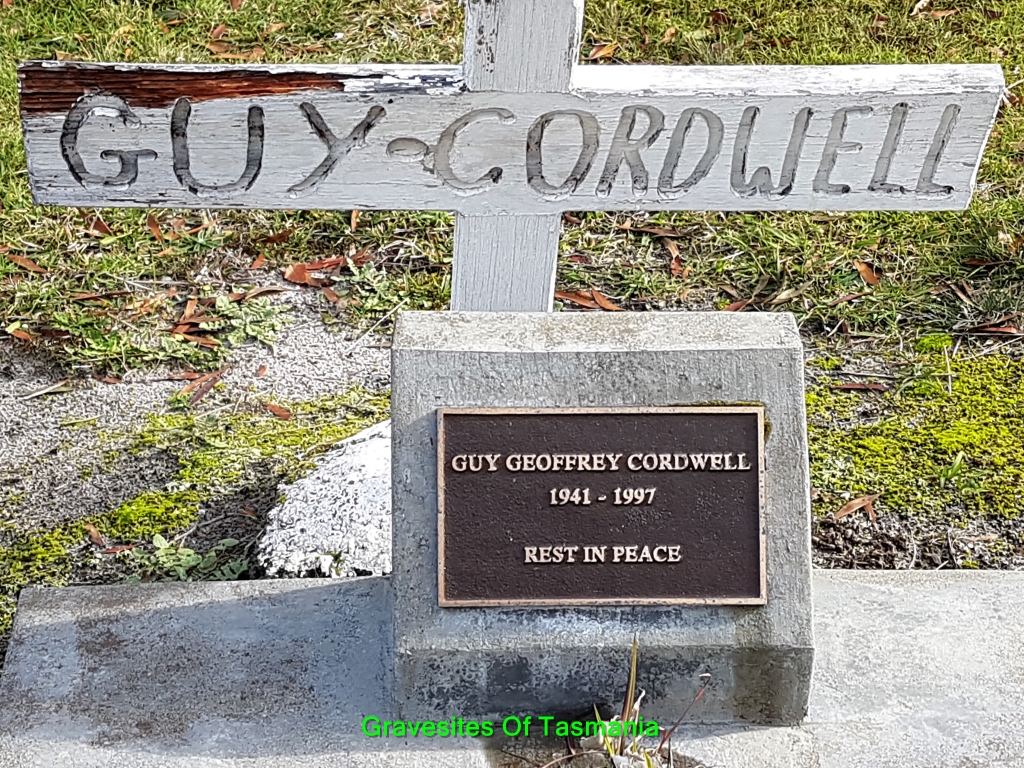 GUY-CORDWELL
GUY GEOFFREY CORDWELL
1941 - 1997
REST IN PEACE
Gravesites Of Tasmania